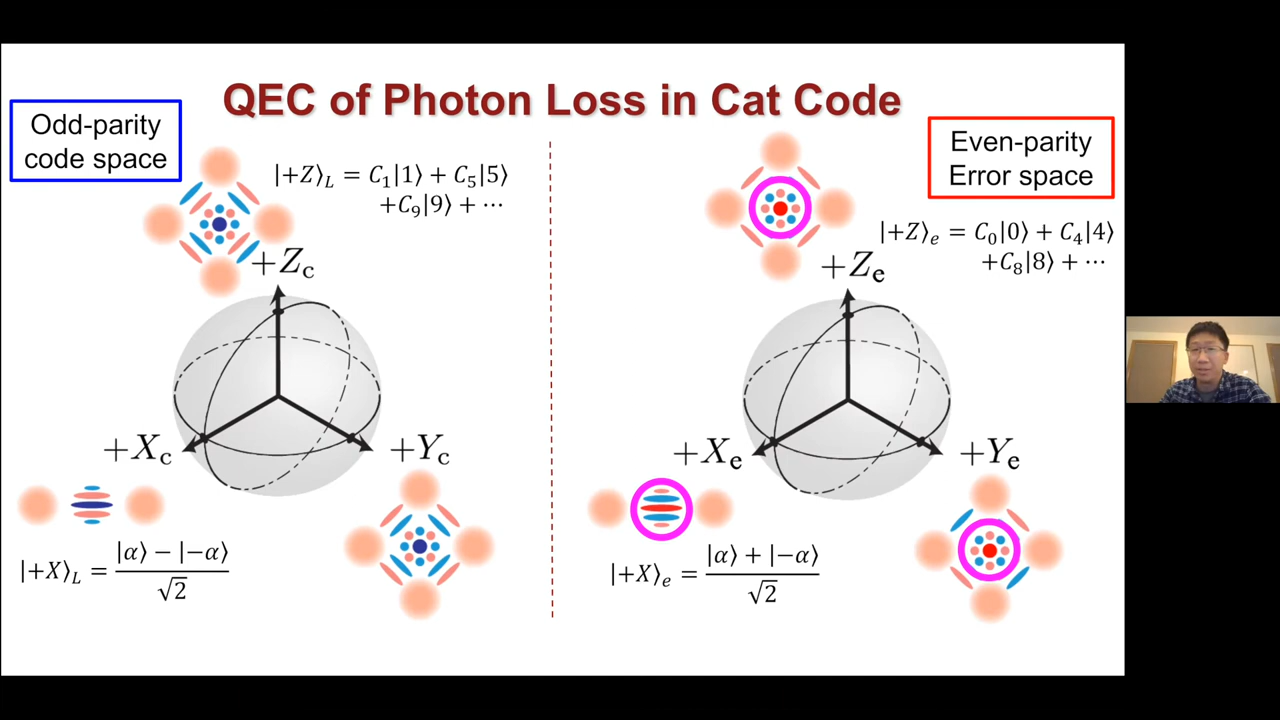 QEC of Photon Loss in Cat Code
Odd-parity
code space
|+Z⟩_L = C_1|1⟩ + C_5|5⟩
+C_9|9⟩ + ⋯
+Z_c
+X_c
+Y_c
|+X⟩_L = (|α⟩ − |−α⟩)/√2
Even-parity
Error space
|+Z⟩_e = C_0|0⟩ + C_4|4⟩
+C_8|8⟩ + ⋯
+Z_e
+X_e
+Y_e
|+X⟩_e = (|α⟩ + |−α⟩)/√2